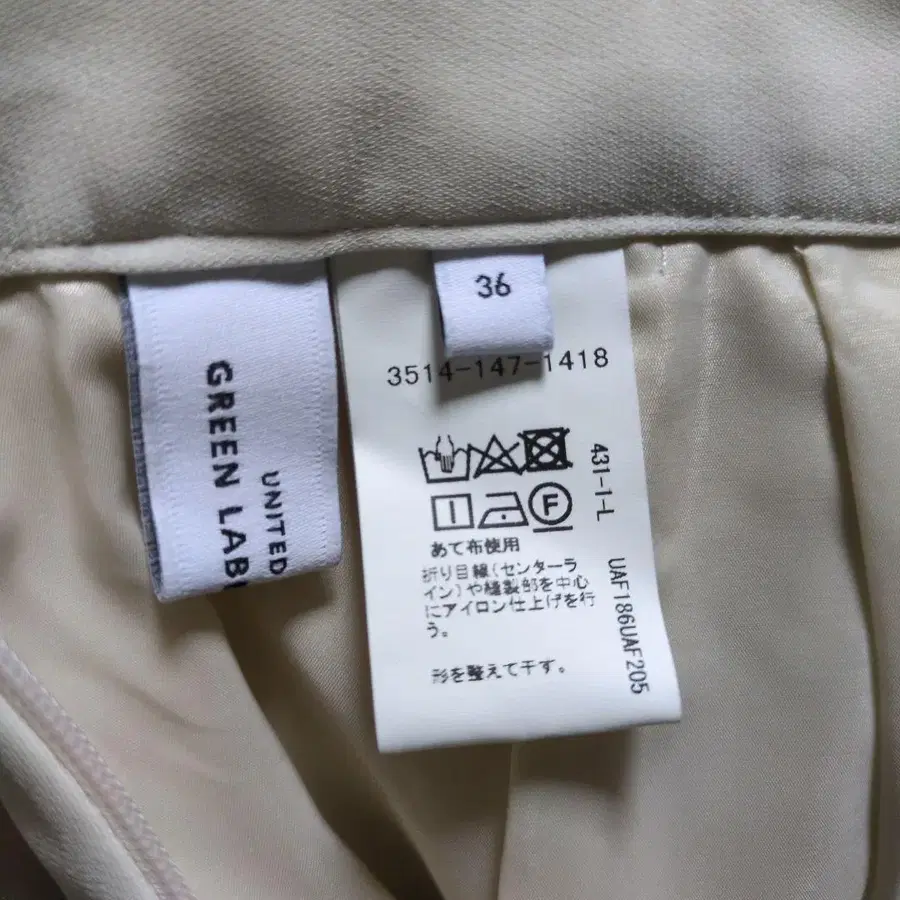 36
3514-147-1418
GREEN LAB
UNITED
431-1-L
F
あて布使用
折り目線(センターラ
イン)や縫製部を中心
にアイロン仕上げを行
う。
形を整えて干す。
UAF186UAF205